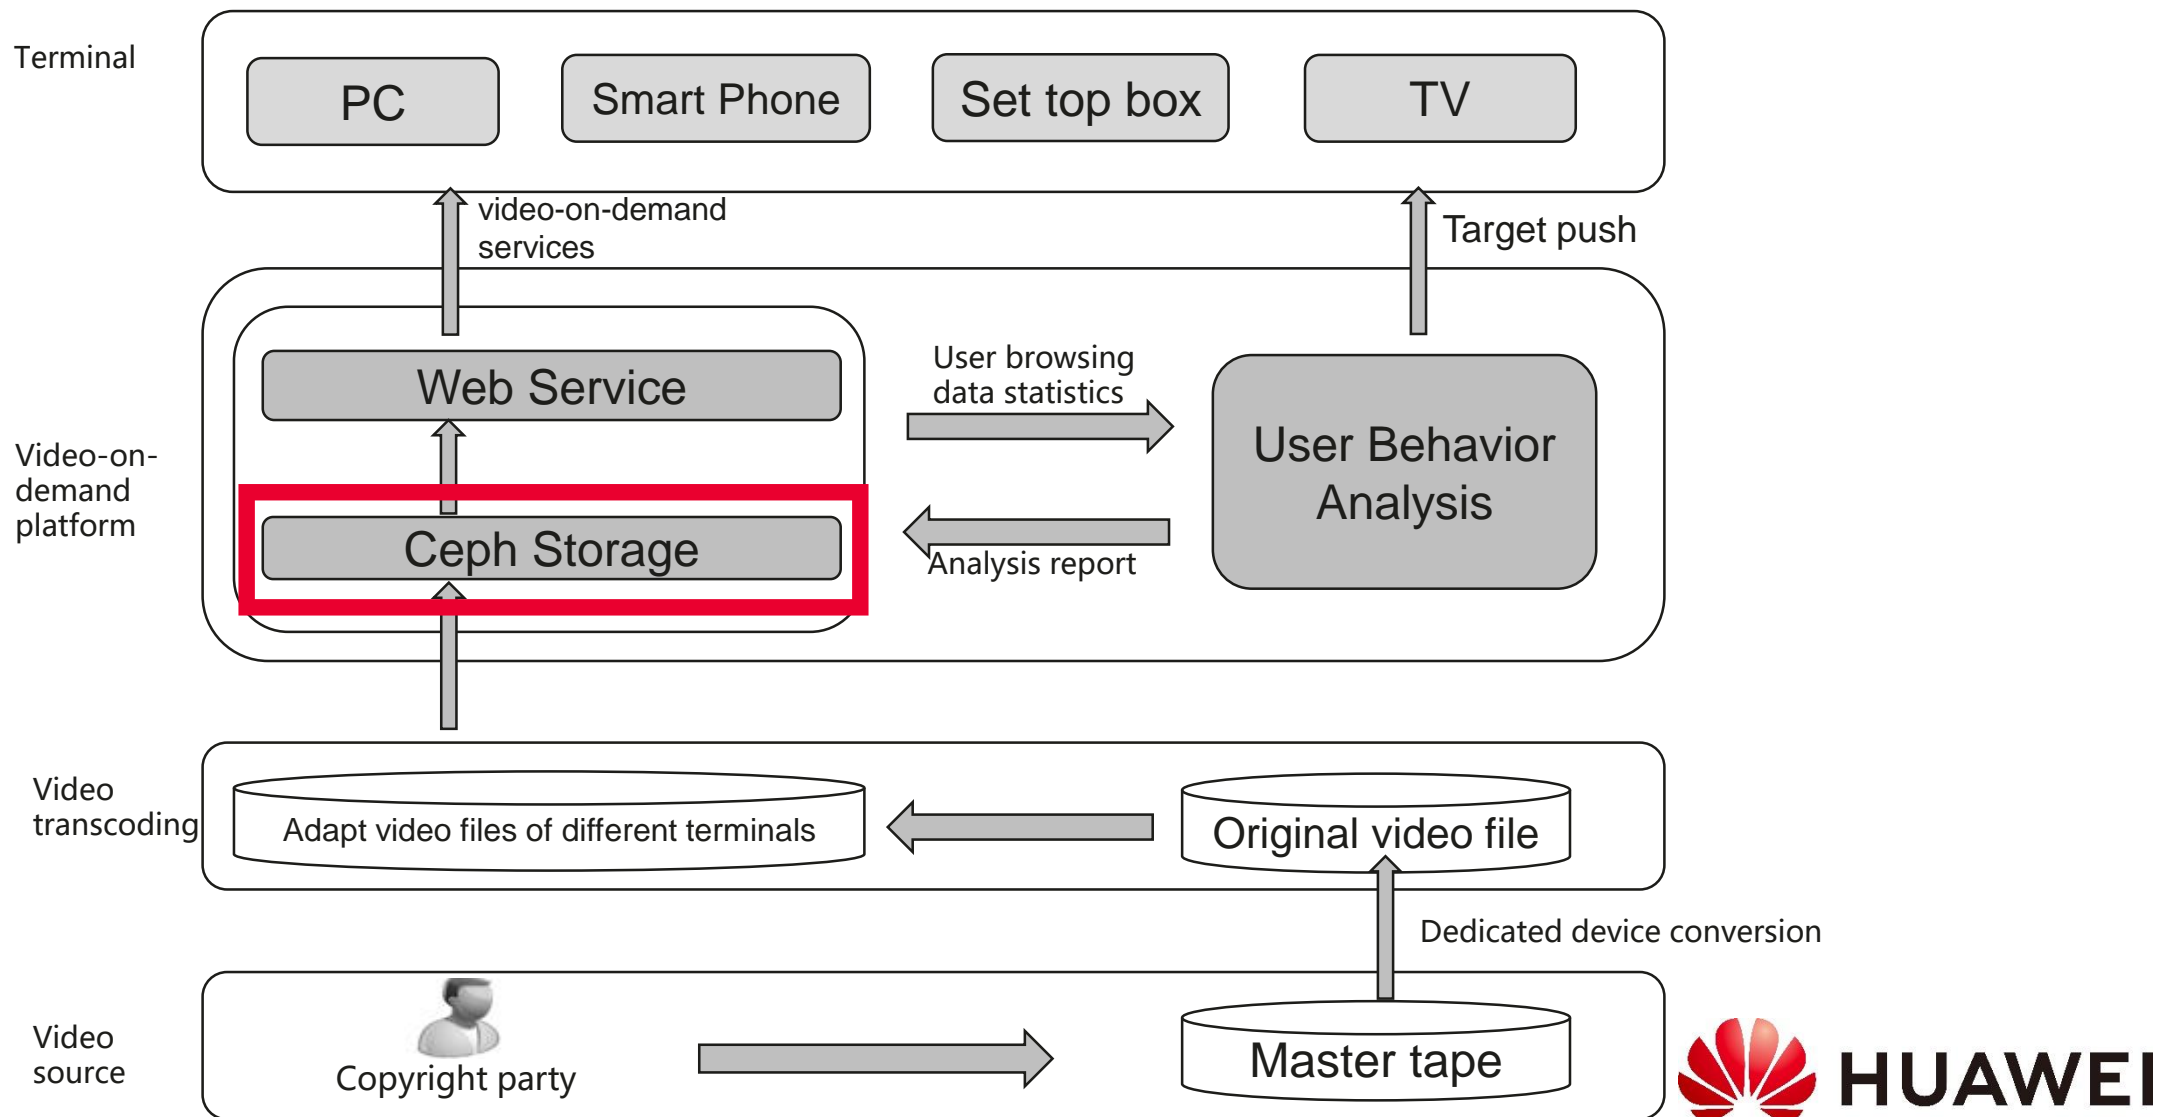 Terminal
PC
Smart Phone
Set top box
TV
video-on-demand
services
Target push
Video-on-
demand
platform
Web Service
User browsing
data statistics
User Behavior
Analysis
Ceph Storage
Analysis report
Video
transcoding
Adapt video files of different terminals
Original video file
Dedicated device conversion
Video
source
Copyright party
Master tape
HUAWEI